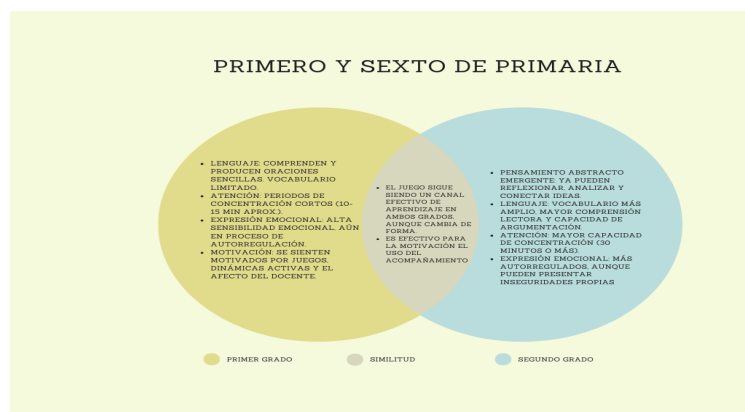 PRIMERO Y SEXTO DE PRIMARIA
• LENGUAJE: COMPRENDEN Y
PRODUCEN ORACIONES
SENCILLAS. VOCABULARIO
LIMITADO.
• ATENCIÓN: PERIODOS DE
CONCENTRACIÓN CORTOS (10-
15 MIN APROX.).
• EXPRESIÓN EMOCIONAL: ALTA
SENSIBILIDAD EMOCIONAL, AÚN
EN PROCESO DE
AUTORREGULACIÓN.
• MOTIVACIÓN: SE SIENTEN
MOTIVADOS POR JUEGOS,
DINÁMICAS ACTIVAS Y EL
AFECTO DEL DOCENTE.
• EL JUEGO SIGUE
SIENDO UN CANAL
EFECTIVO DE
APRENDIZAJE EN
AMBOS GRADOS,
AUNQUE CAMBIA DE
FORMA.
• ES EFECTIVO PARA
LA MOTIVACIÓN EL
USO DEL
ACOMPAÑAMIENTO
• PENSAMIENTO ABSTRACTO
EMERGENTE: YA PUEDEN
REFLEXIONAR, ANALIZAR Y
CONECTAR IDEAS.
• LENGUAJE: VOCABULARIO MÁS
AMPLIO, MAYOR COMPRENSIÓN
LECTORA Y CAPACIDAD DE
ARGUMENTACIÓN.
• ATENCIÓN: MAYOR CAPACIDAD
DE CONCENTRACIÓN (30
MINUTOS O MÁS).
• EXPRESIÓN EMOCIONAL: MÁS
AUTORREGULADOS, AUNQUE
PUEDEN PRESENTAR
INSEGURIDADES PROPIAS
PRIMER GRADO
SIMILITUD
SEGUNDO GRADO